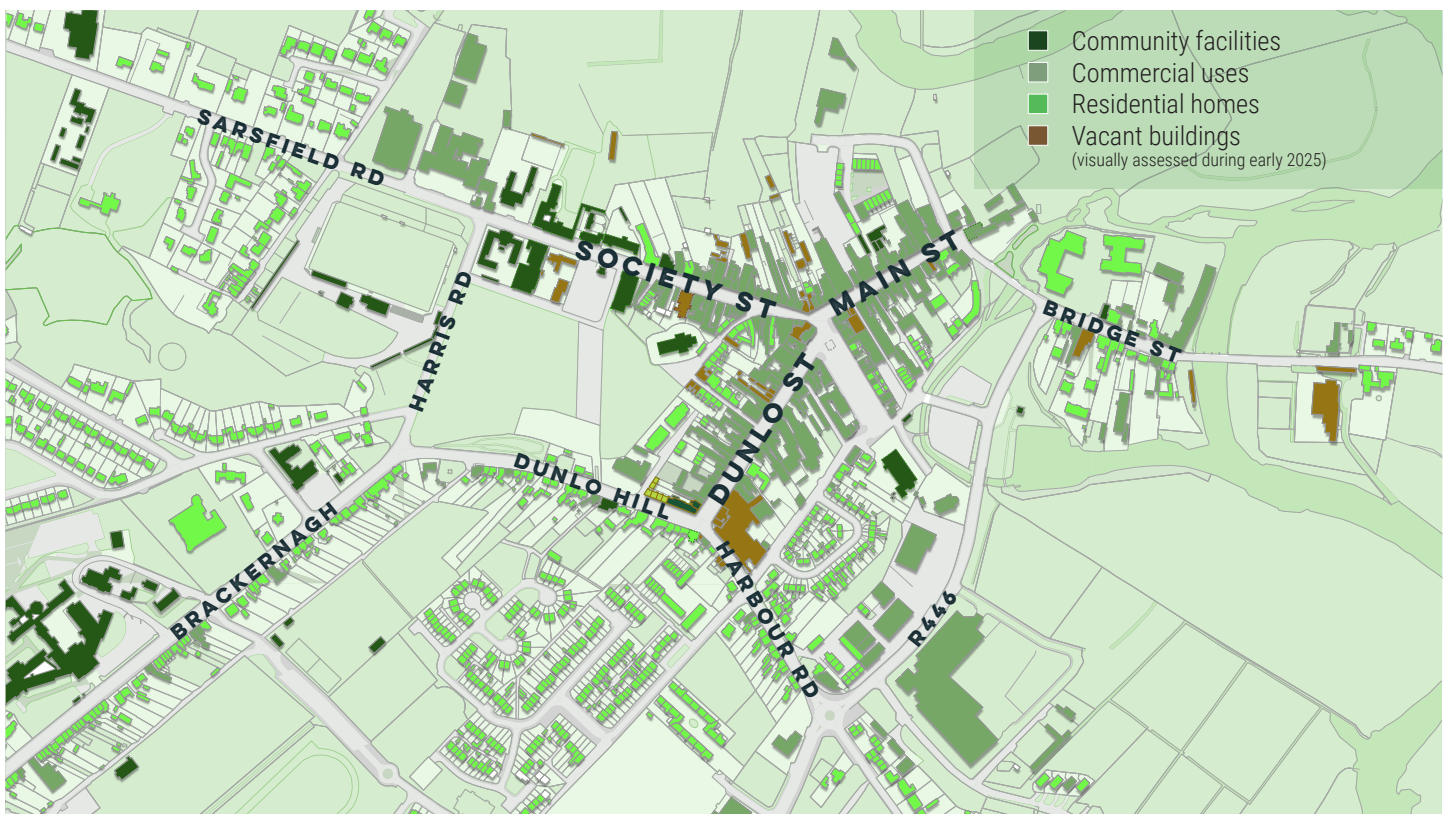 Community facilities
Commercial uses
Residential homes
Vacant buildings
(visually assessed during early 2025)
SARSFIELD RD
SOCIETY ST
MAIN ST
BRIDGE ST
HARRIS RD
DUNLO ST
DUNLO HILL
BRACKERNAGH
HARBOUR RD
R446